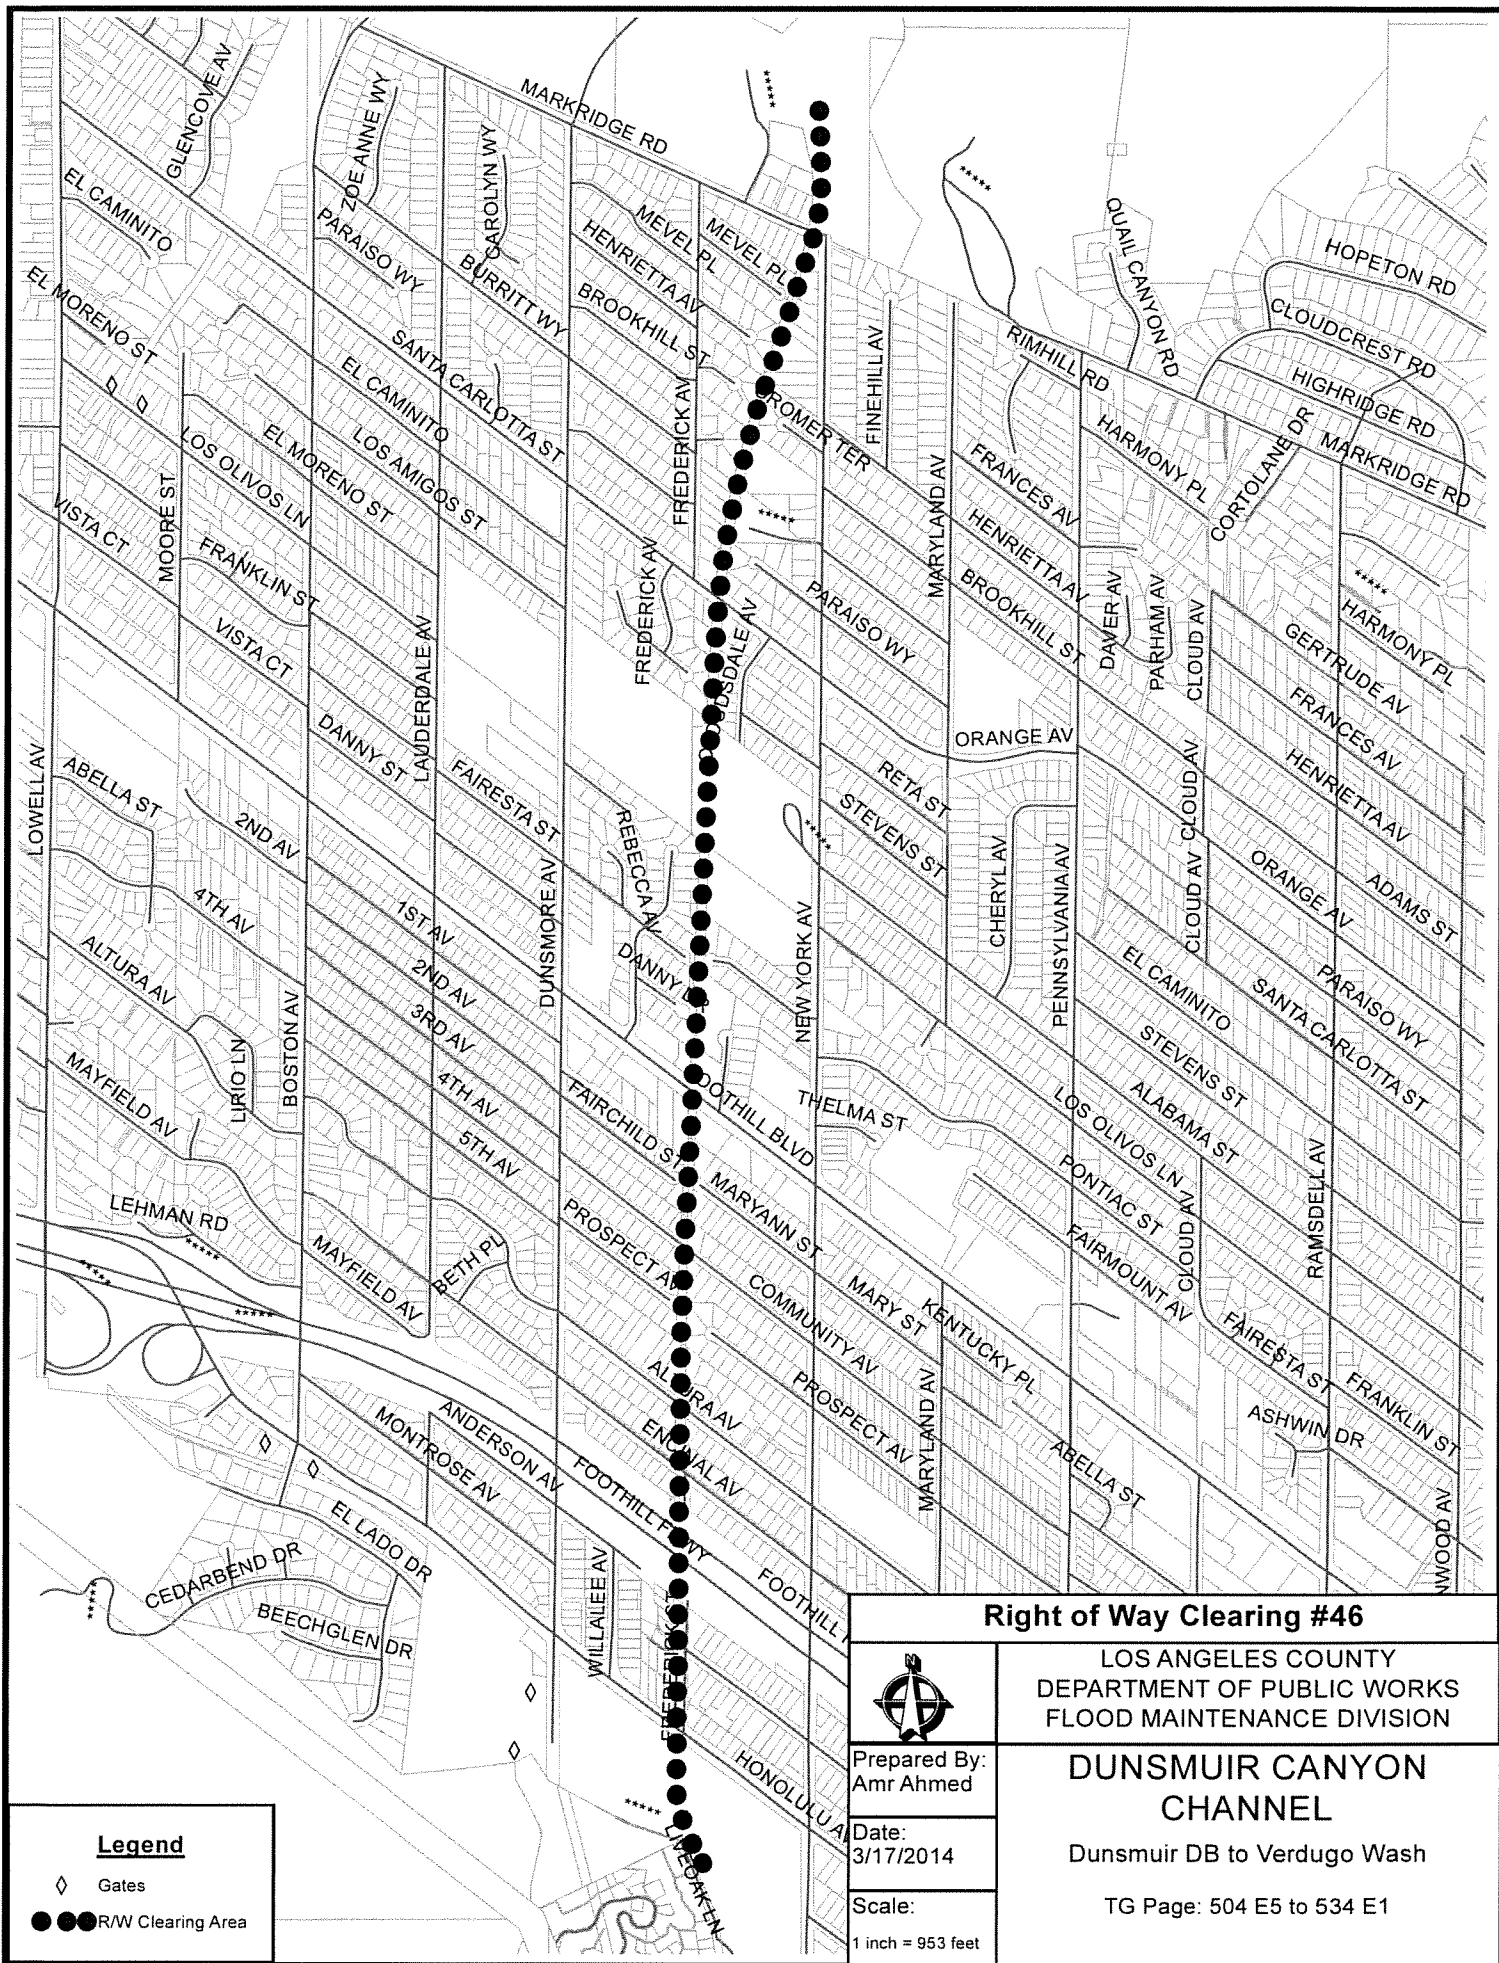 MARKRIDGE RD
GLENCOVE AV
ZOE ANNE WY
CAROLYN WY
EL CAMINITO
PARAISO WY
BURRITT WY
MEVEL PL
MEVEL PL
HENRIETTA AV
BROOKHILL ST
QUAIL CANYON RD
HOPETON RD
CLOUDCREST RD
HIGHRIDGE RD
MARKRIDGE RD
RIMHILL RD
FINEHILL AV
EL MORENO ST
SANTA CARLOTTA ST
EL CAMINITO
LOS AMIGOS ST
EL MORENO ST
LOS OLIVOS LN
FREDERICK AV
ROMER TER
MARYLAND AV
FRANCES AV
HARMONY PL
CORTOLANE DR
VISTA CT
MOORE ST
FRANKLIN ST
VISTA CT
FREDERICK AV
HENRIETTA AV
BROOKHILL ST
PARAISO WY
DAVER AV
PARHAM AV
CLOUD AV
HARMONY PL
GERTRUDE AV
FRANCES AV
HENRIETTA AV
LAUDERDALE AV
DANNY ST
FAIRESTA ST
ORANGE AV
RETA ST
STEVENS ST
CLOUD AV
LOWELL AV
ABELLA ST
2ND AV
4TH AV
1ST AV
2ND AV
3RD AV
4TH AV
5TH AV
REBECCA AV
DUNSMORE AV
DANNY
NEW YORK AV
CHERYL AV
PENNSYLVANIA AV
CLOUD AV
ORANGE AV
ADAMS ST
EL CAMINITO
SANTA CARLOTTA ST
PARAISO WY
ALTURA AV
LIRIO LN
BOSTON AV
MAYFIELD AV
FAIRCHILD ST
OOTHILL BLVD
THELMA ST
STEVENS ST
ALABAMA ST
LOS OLIVOS LN
PONTIAC ST
FAIRMOUNT AV
CLOUD AV
RAMSDELL AV
LEHMAN RD
MAYFIELD AV
BETH PL
PROSPECT AV
MARYANN ST
COMMUNITY AV
MARY ST
KENTUCKY PL
FAIRESTA ST
FRANKLIN ST
ASHWIN DR
PROSPECT AV
MARYLAND AV
ABELLA ST
ANDERSON AV
MONTROSE AV
FOOTHILL
FOOTHILL
EL LADO DR
CEDARBEND DR
BEECHGLEN DR
WILLALEE AV
HONOLULU A
LIVEOAK LN
NWOOD AV
Right of Way Clearing #46
N
LOS ANGELES COUNTY
DEPARTMENT OF PUBLIC WORKS
FLOOD MAINTENANCE DIVISION
Prepared By:
Amr Ahmed
Date:
3/17/2014
Scale:
1 inch = 953 feet
DUNSMUIR CANYON
CHANNEL
Dunsmuir DB to Verdugo Wash
TG Page: 504 E5 to 534 E1
Legend
Gates
R/W Clearing Area